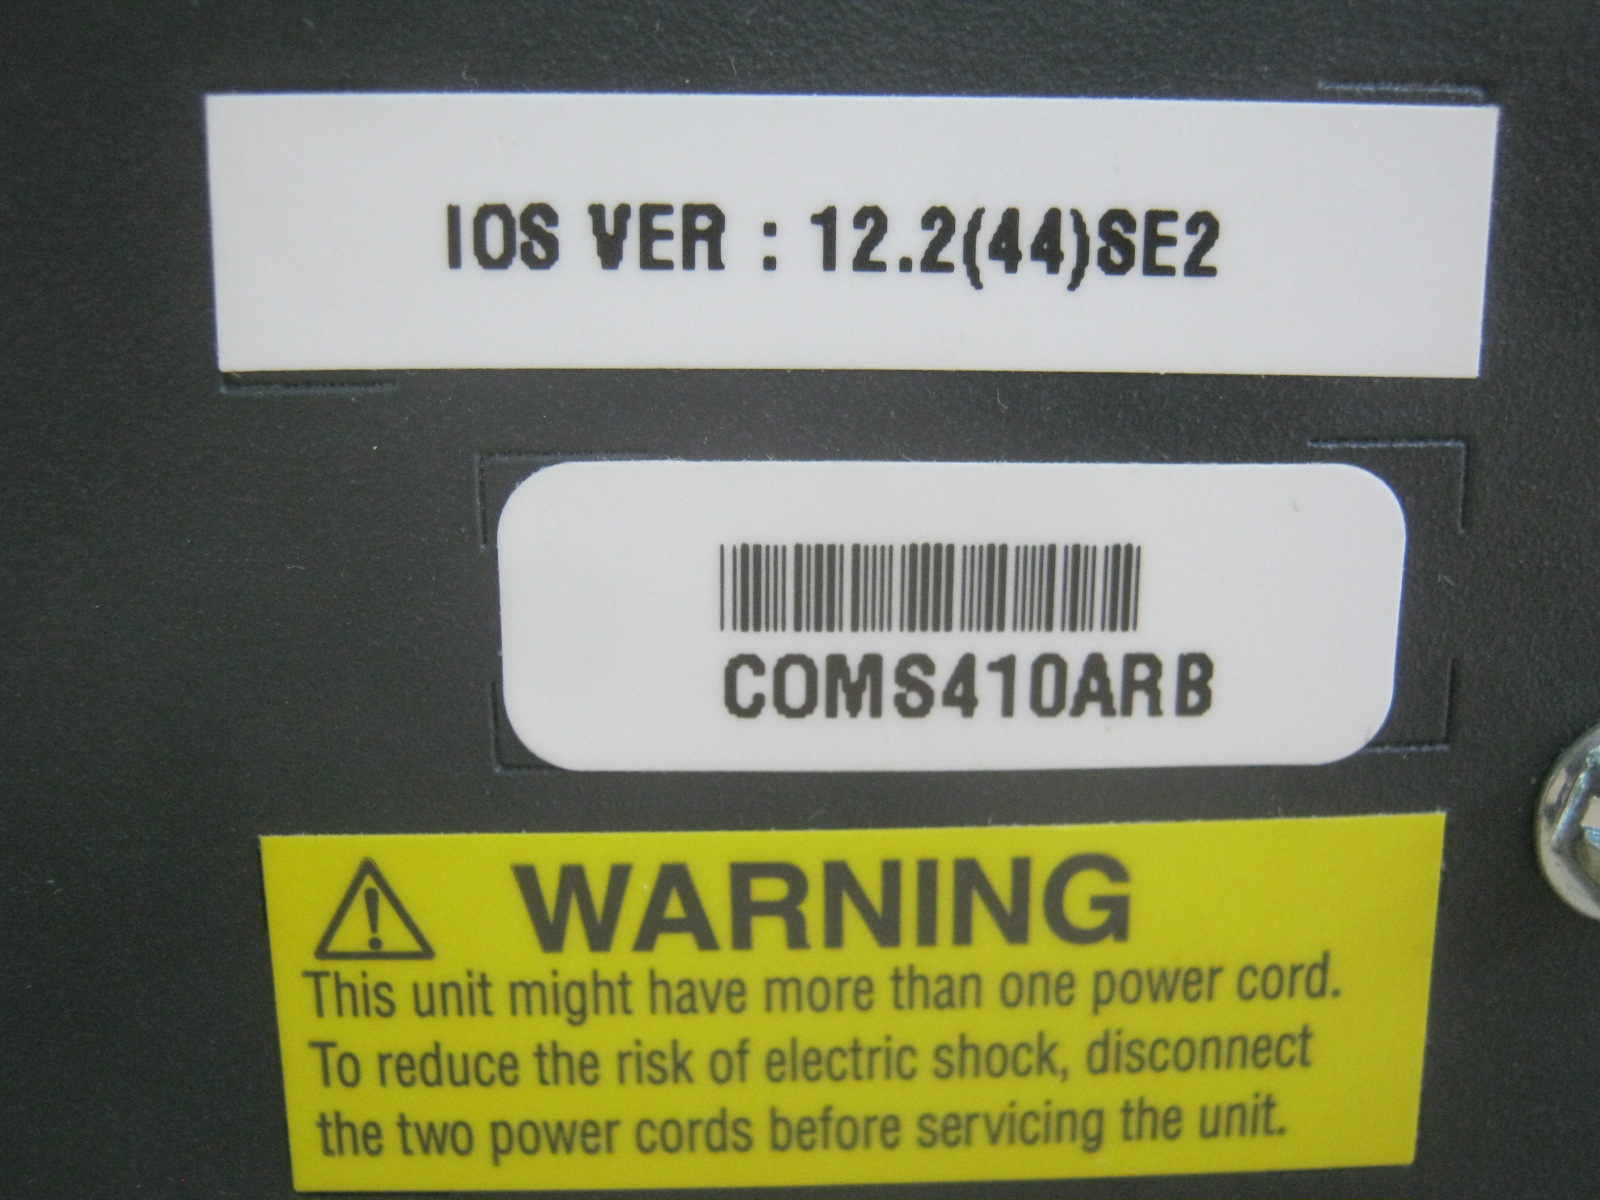 IOS VER : 12.2(44)SE2
COMS410ARB
WARNING
This unit might have more than one power cord.
To reduce the risk of electric shock, disconnect
the two power cords before servicing the unit.